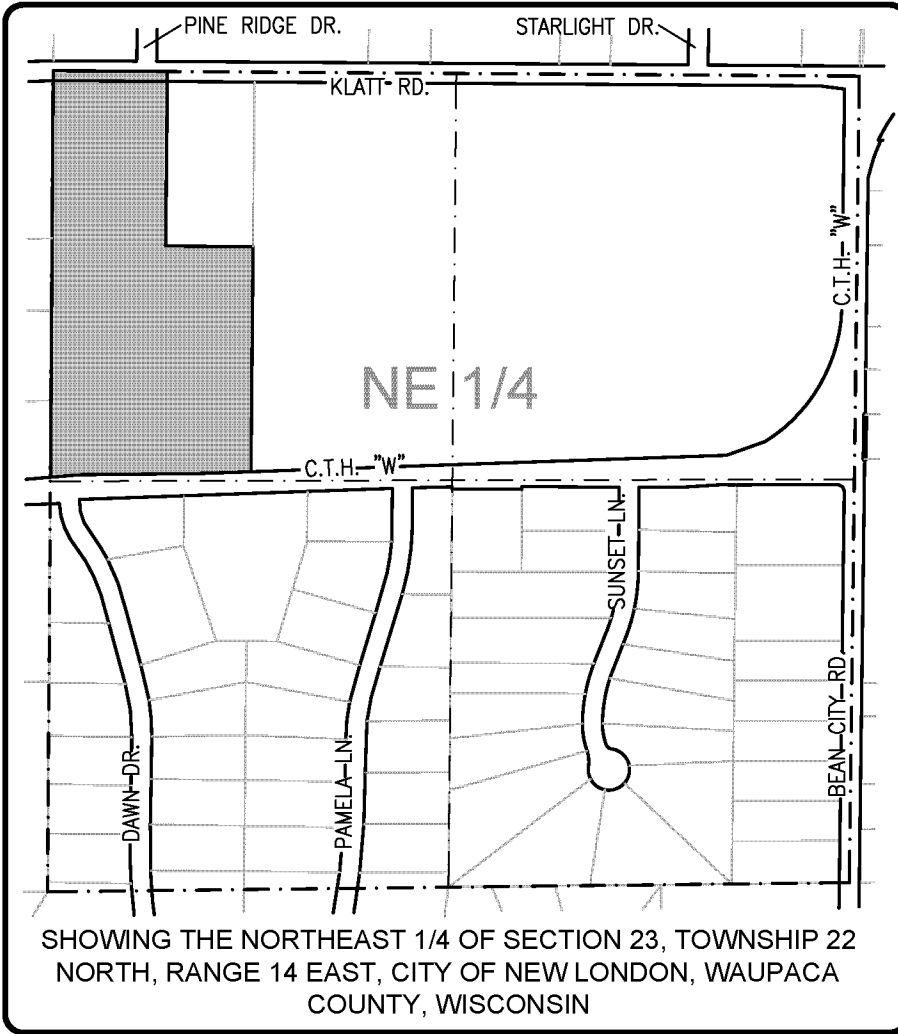 PINE RIDGE DR.
STARLIGHT DR.
KLATT RD.
C.T.H. "W"
NE 1/4
C.T.H. "W"
SUNSET LN.
DAWN DR.
PAMELA LN.
BEAN CITY RD.
SHOWING THE NORTHEAST 1/4 OF SECTION 23, TOWNSHIP 22
NORTH, RANGE 14 EAST, CITY OF NEW LONDON, WAUPACA
COUNTY, WISCONSIN